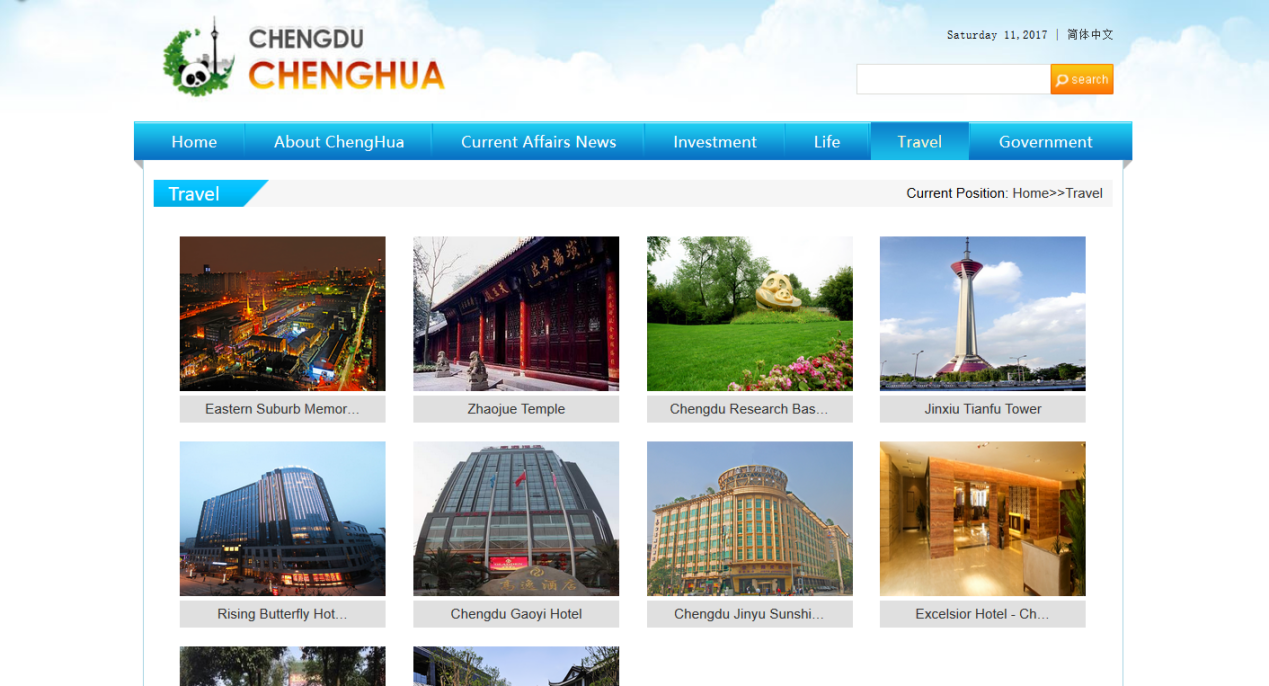 CHENGDU
CHENGHUA
Saturday 11,2017 | 简体中文
search
Home
About ChengHua
Current Affairs News
Investment
Life
Travel
Government
Travel
Current Position: Home>>Travel
Eastern Suburb Memor...
Zhaojue Temple
Chengdu Research Bas...
Jinxiu Tianfu Tower
Rising Butterfly Hot...
Chengdu Gaoyi Hotel
Chengdu Jinyu Sunshi...
Excelsior Hotel - Ch...